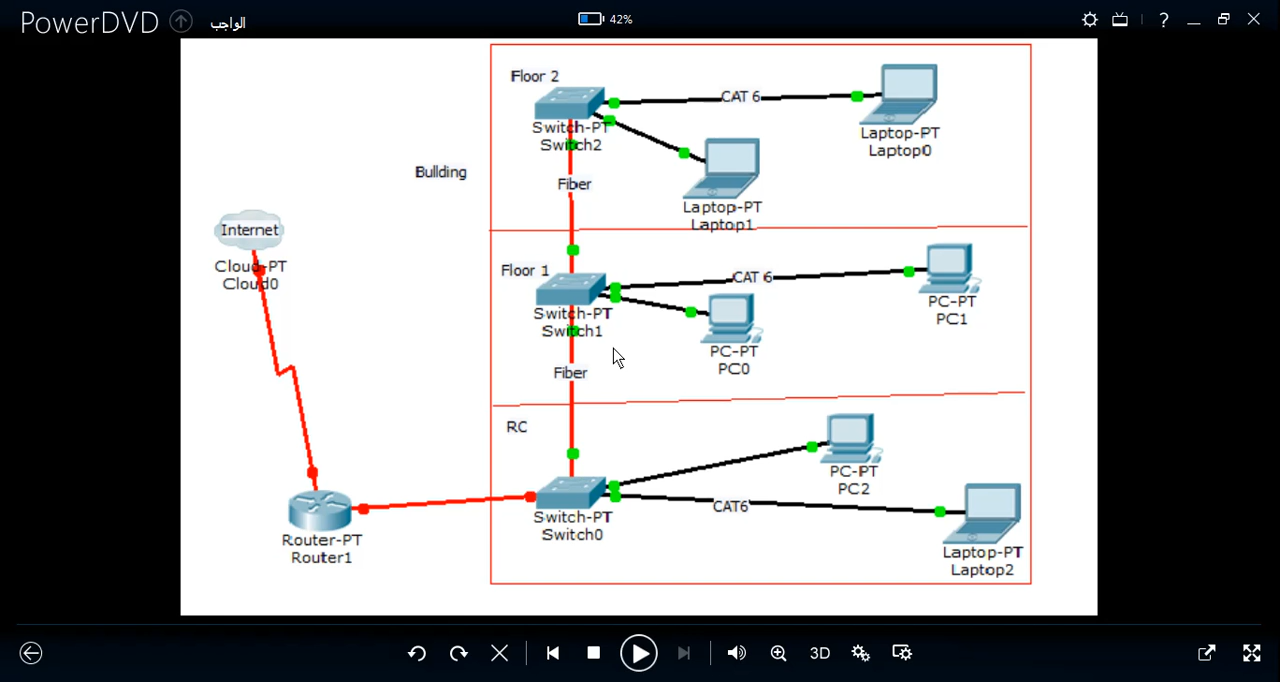 PowerDVD
الواجب
42%
?
Floor 2
CAT 6
Switch-PT
Switch2
Laptop-PT
Laptop0
Building
Fiber
Laptop-PT
Laptop1
Internet
Cloud-PT
Cloud0
Floor 1
CAT 6
Switch-PT
Switch1
PC-PT
PC1
PC-PT
PC0
Fiber
RC
PC-PT
PC2
CAT6
Switch-PT
Switch0
Router-PT
Router1
Laptop-PT
Laptop2
3D